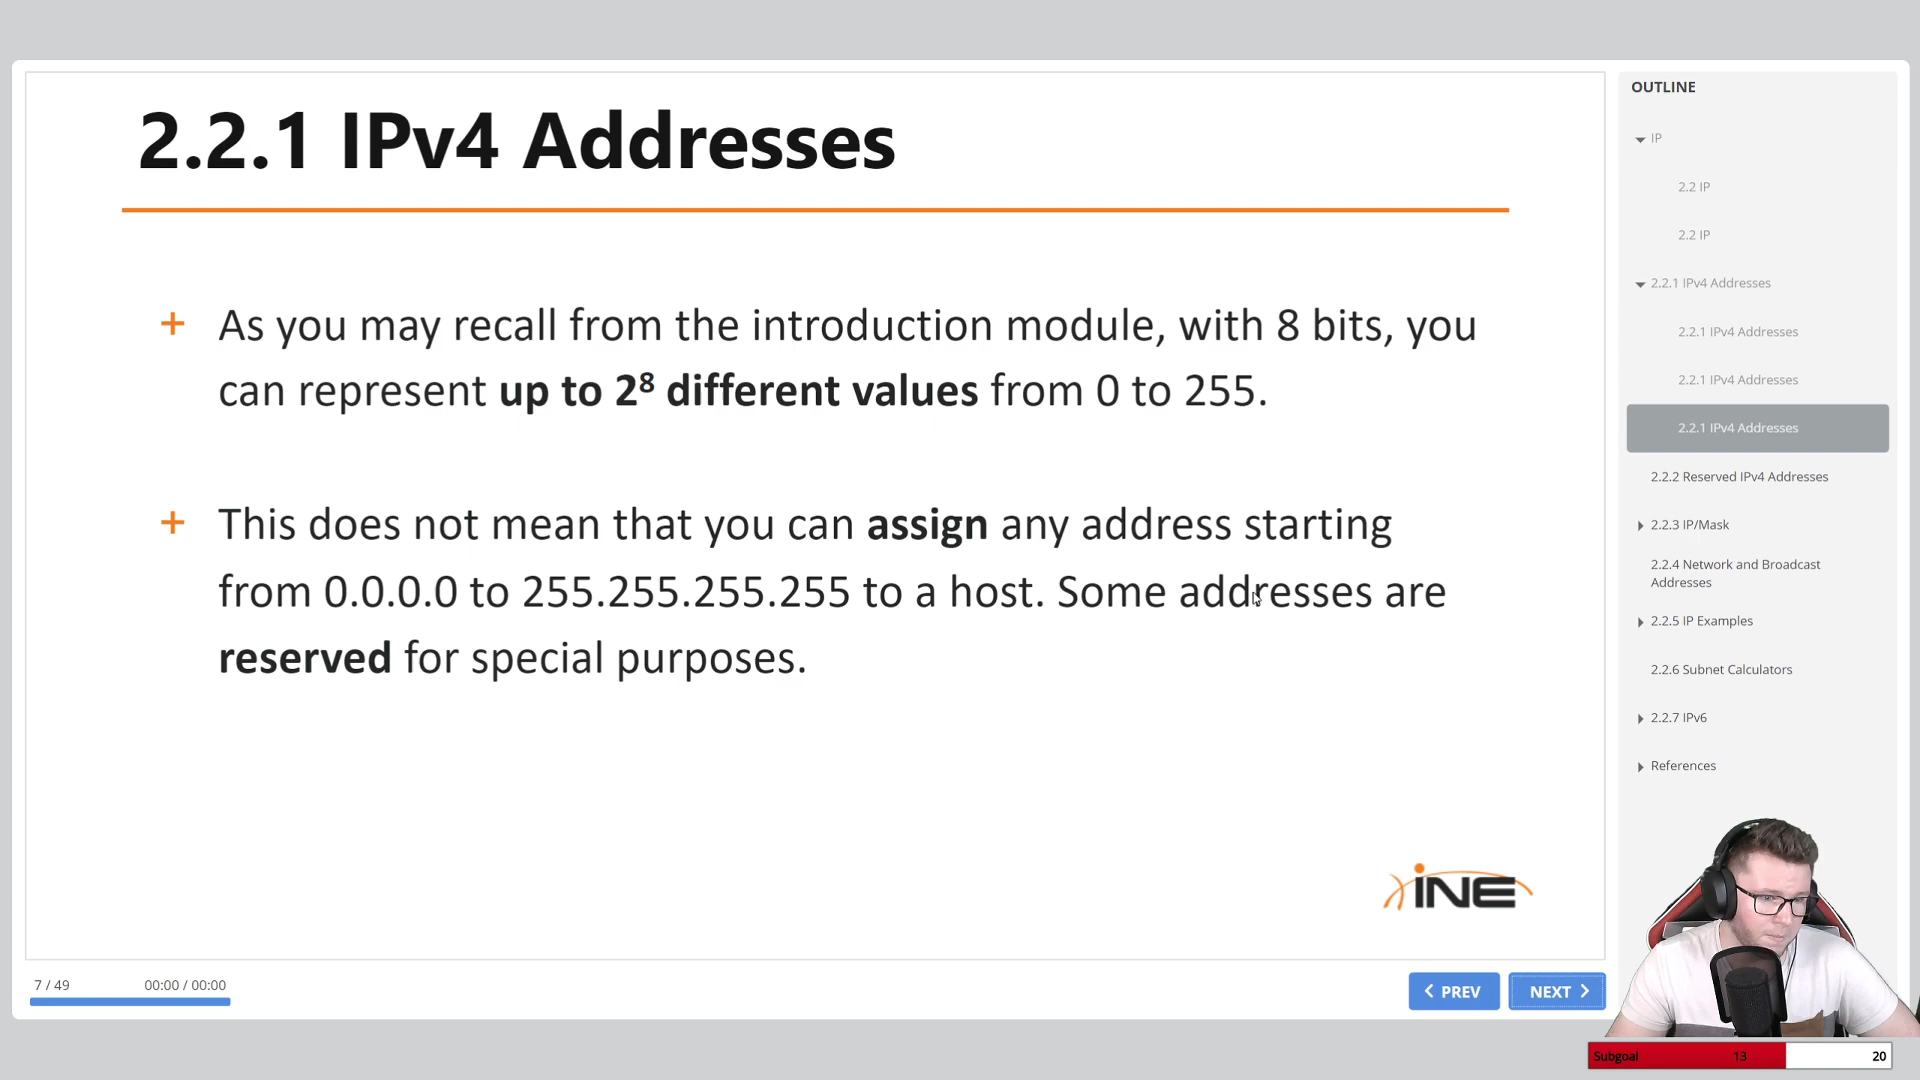 2.2.1 IPv4 Addresses
+ As you may recall from the introduction module, with 8 bits, you
can represent up to 2⁸ different values from 0 to 255.
+ This does not mean that you can assign any address starting
from 0.0.0.0 to 255.255.255.255 to a host. Some addresses are
reserved for special purposes.
INE
7 / 49
00:00 / 00:00
PREV
NEXT
OUTLINE
IP
2.2 IP
2.2 IP
2.2.1 IPv4 Addresses
2.2.1 IPv4 Addresses
2.2.1 IPv4 Addresses
2.2.1 IPv4 Addresses
2.2.2 Reserved IPv4 Addresses
2.2.3 IP/Mask
2.2.4 Network and Broadcast
Addresses
2.2.5 IP Examples
2.2.6 Subnet Calculators
2.2.7 IPv6
References
Subgoal 13 20